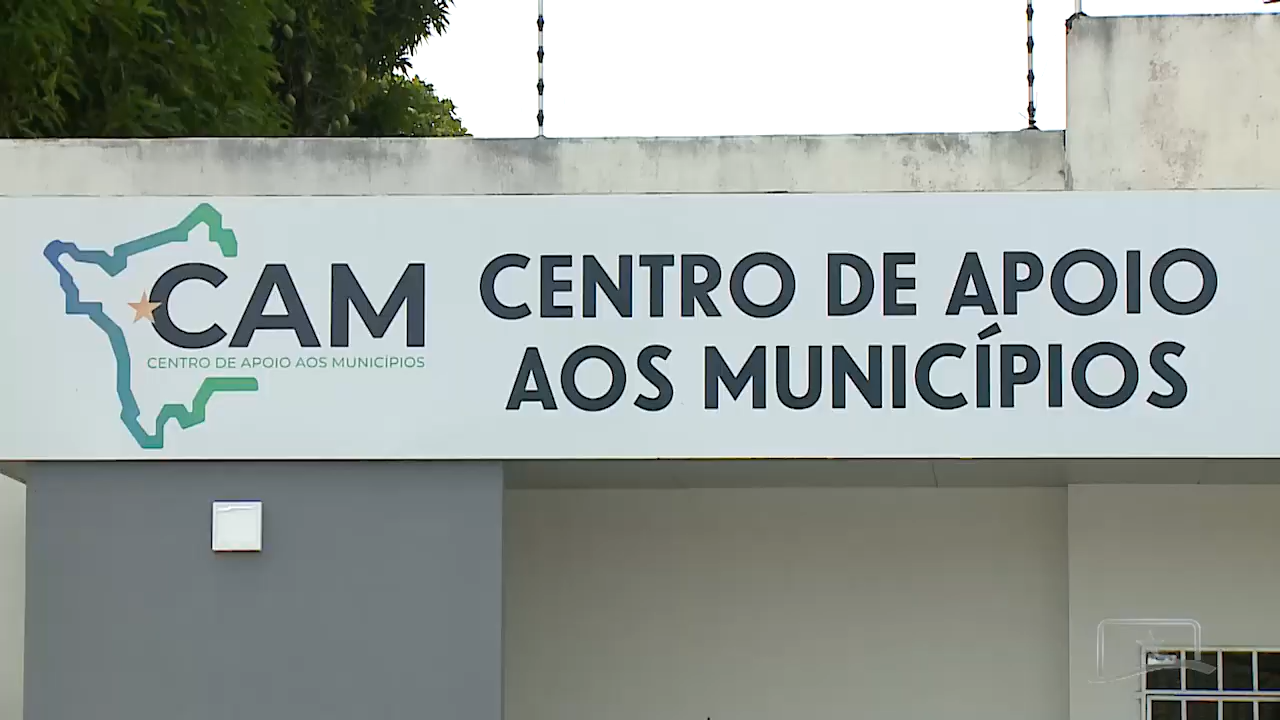 CAM
CENTRO DE APOIO AOS MUNICÍPIOS
CENTRO DE APOIO
AOS MUNICÍPIOS